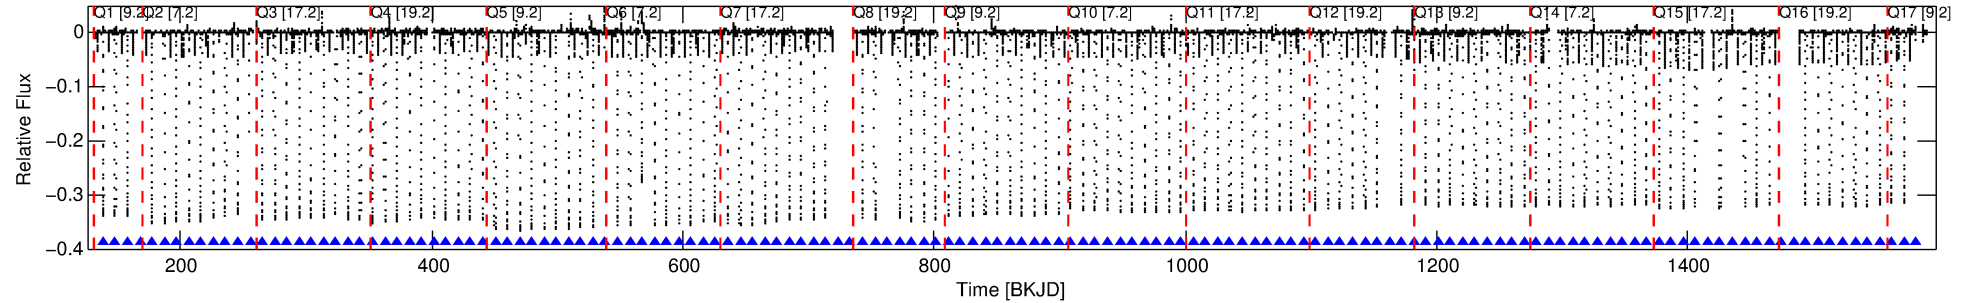 Q1 [9.2] Q2 [7.2] Q3 [17.2] Q4 [19.2] Q5 [9.2] Q6 [7.2] Q7 [17.2] Q8 [19.2] Q9 [9.2] Q10 [7.2] Q11 [17.2] Q12 [19.2] Q13 [9.2] Q14 [7.2] Q15 [17.2] Q16 [19.2] Q17 [9.2]
0
−0.1
−0.2
−0.3
−0.4
Relative Flux
200 400 600 800 1000 1200 1400
Time [BKJD]